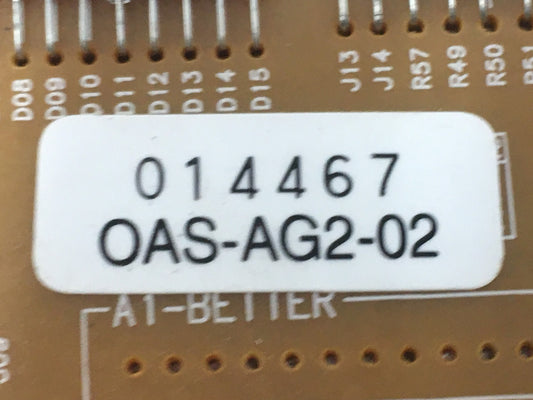 D08 D09 D10 D11 D12 D13 D14 D15 J13 J14 R57 R49 R50 R51
014467
OAS-AG2-02
A1-BETTER